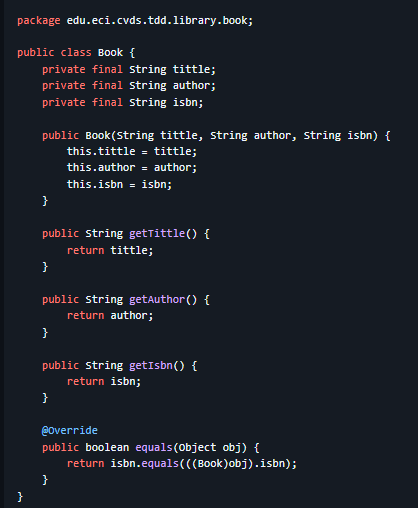 package edu.eci.cvds.tdd.library.book;

public class Book {
    private final String tittle;
    private final String author;
    private final String isbn;

    public Book(String tittle, String author, String isbn) {
        this.tittle = tittle;
        this.author = author;
        this.isbn = isbn;
    }

    public String getTittle() {
        return tittle;
    }

    public String getAuthor() {
        return author;
    }

    public String getIsbn() {
        return isbn;
    }

    @Override
    public boolean equals(Object obj) {
        return isbn.equals(((Book)obj).isbn);
    }
}